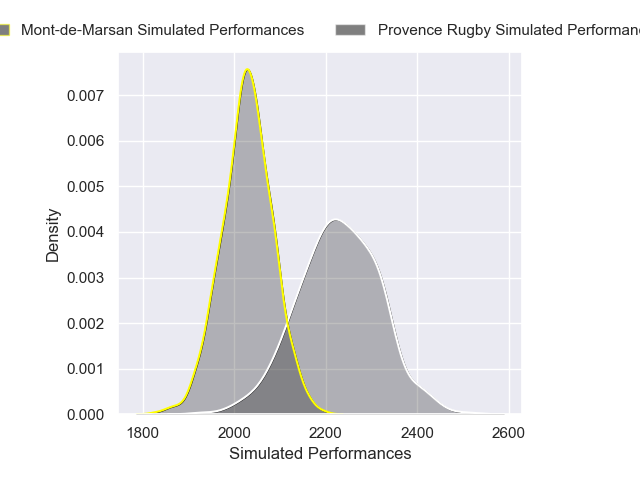 Mont-de-Marsan Simulated Performances Provence Rugby Simulated
0.007
0.006
0.005
0.004
0.003
0.002
0.001
0.000
Density
1800 2000 2200 2400 2600
Simulated Performances